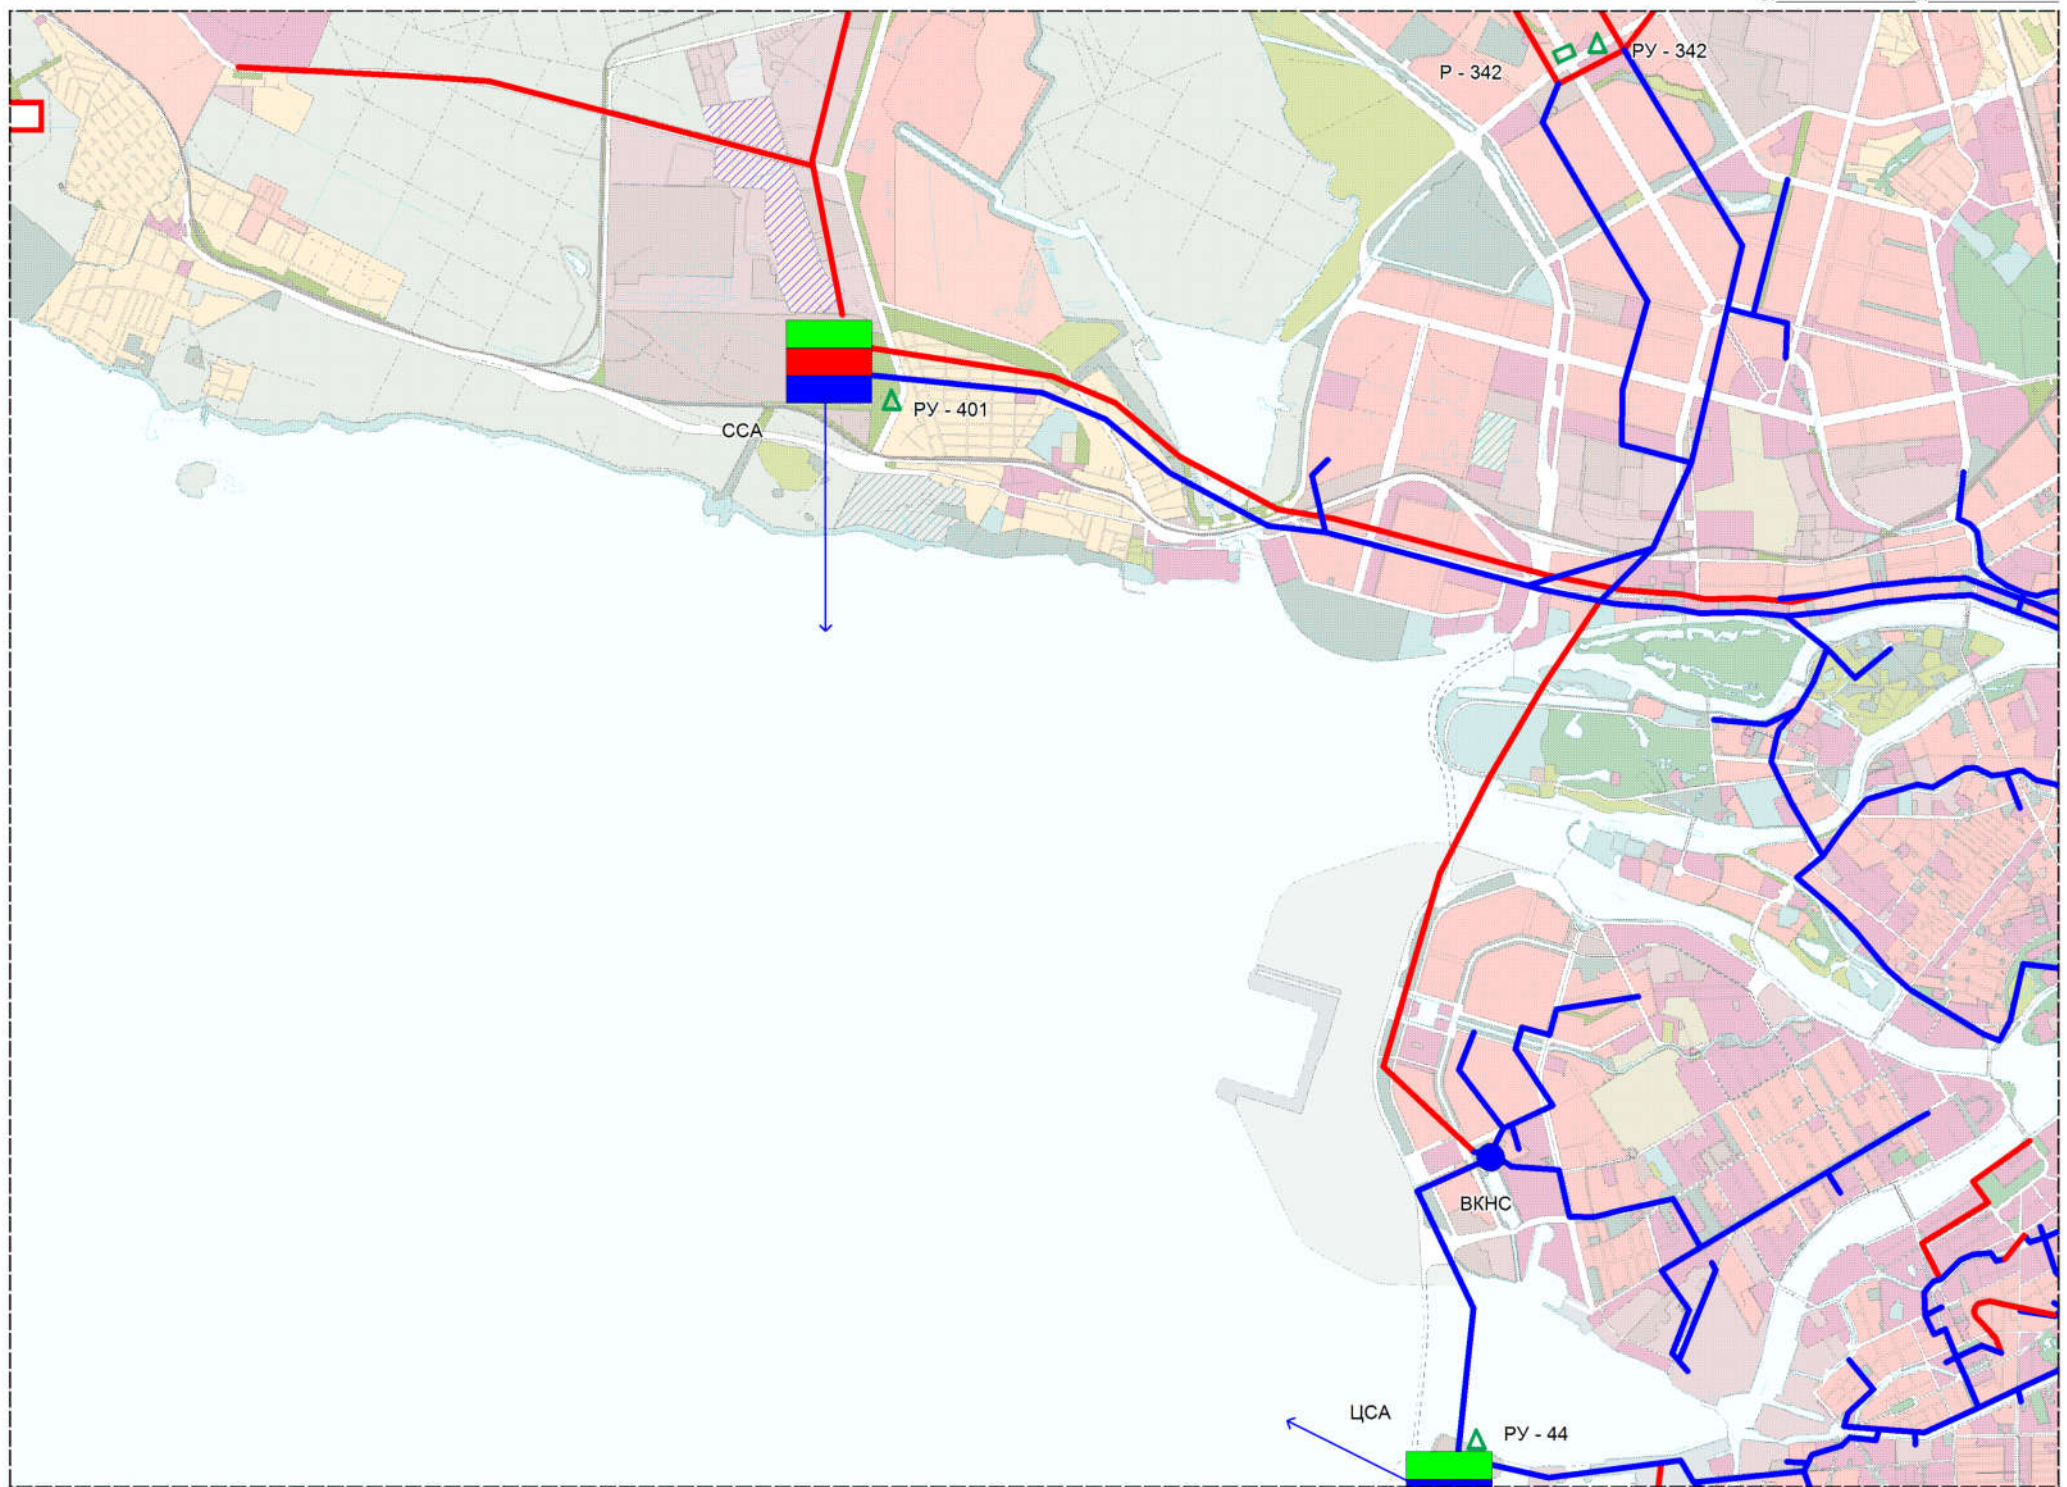 РУ - 342
Р - 342
РУ - 401
ССА
ВКНС
ЦСА
РУ - 44